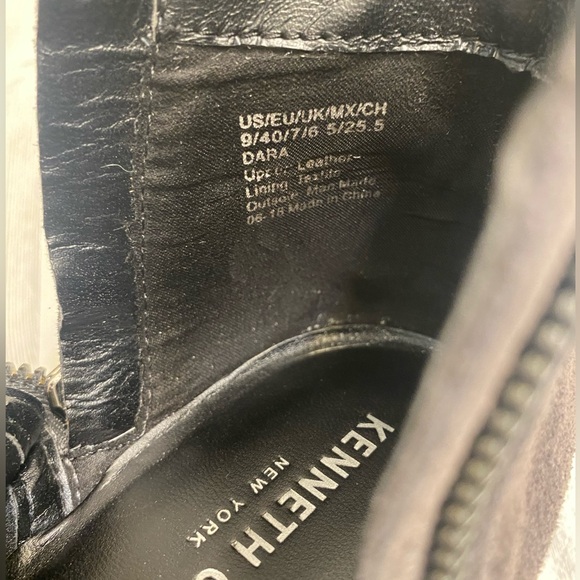 US/EU/UK/MX/CH
9/40/7/6 5/25.5
DARA
Upper Leather
Lining Textile
Outsole Man Made
06-18 Made in China
KENNETH C
NEW YORK